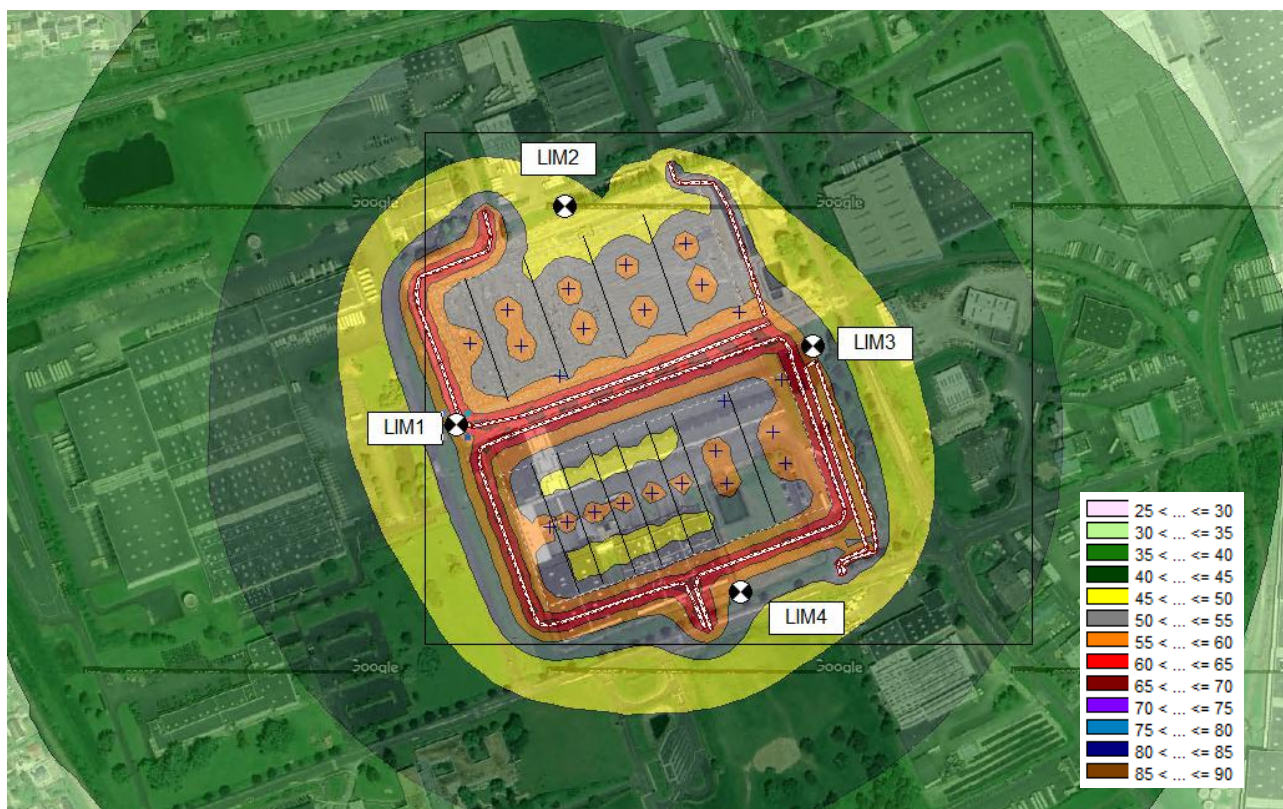 LIM2
Google
Google
LIM3
LIM1
LIM4
Google
Google
25 < ... <= 30
30 < ... <= 35
35 < ... <= 40
40 < ... <= 45
45 < ... <= 50
50 < ... <= 55
55 < ... <= 60
60 < ... <= 65
65 < ... <= 70
70 < ... <= 75
75 < ... <= 80
80 < ... <= 85
85 < ... <= 90